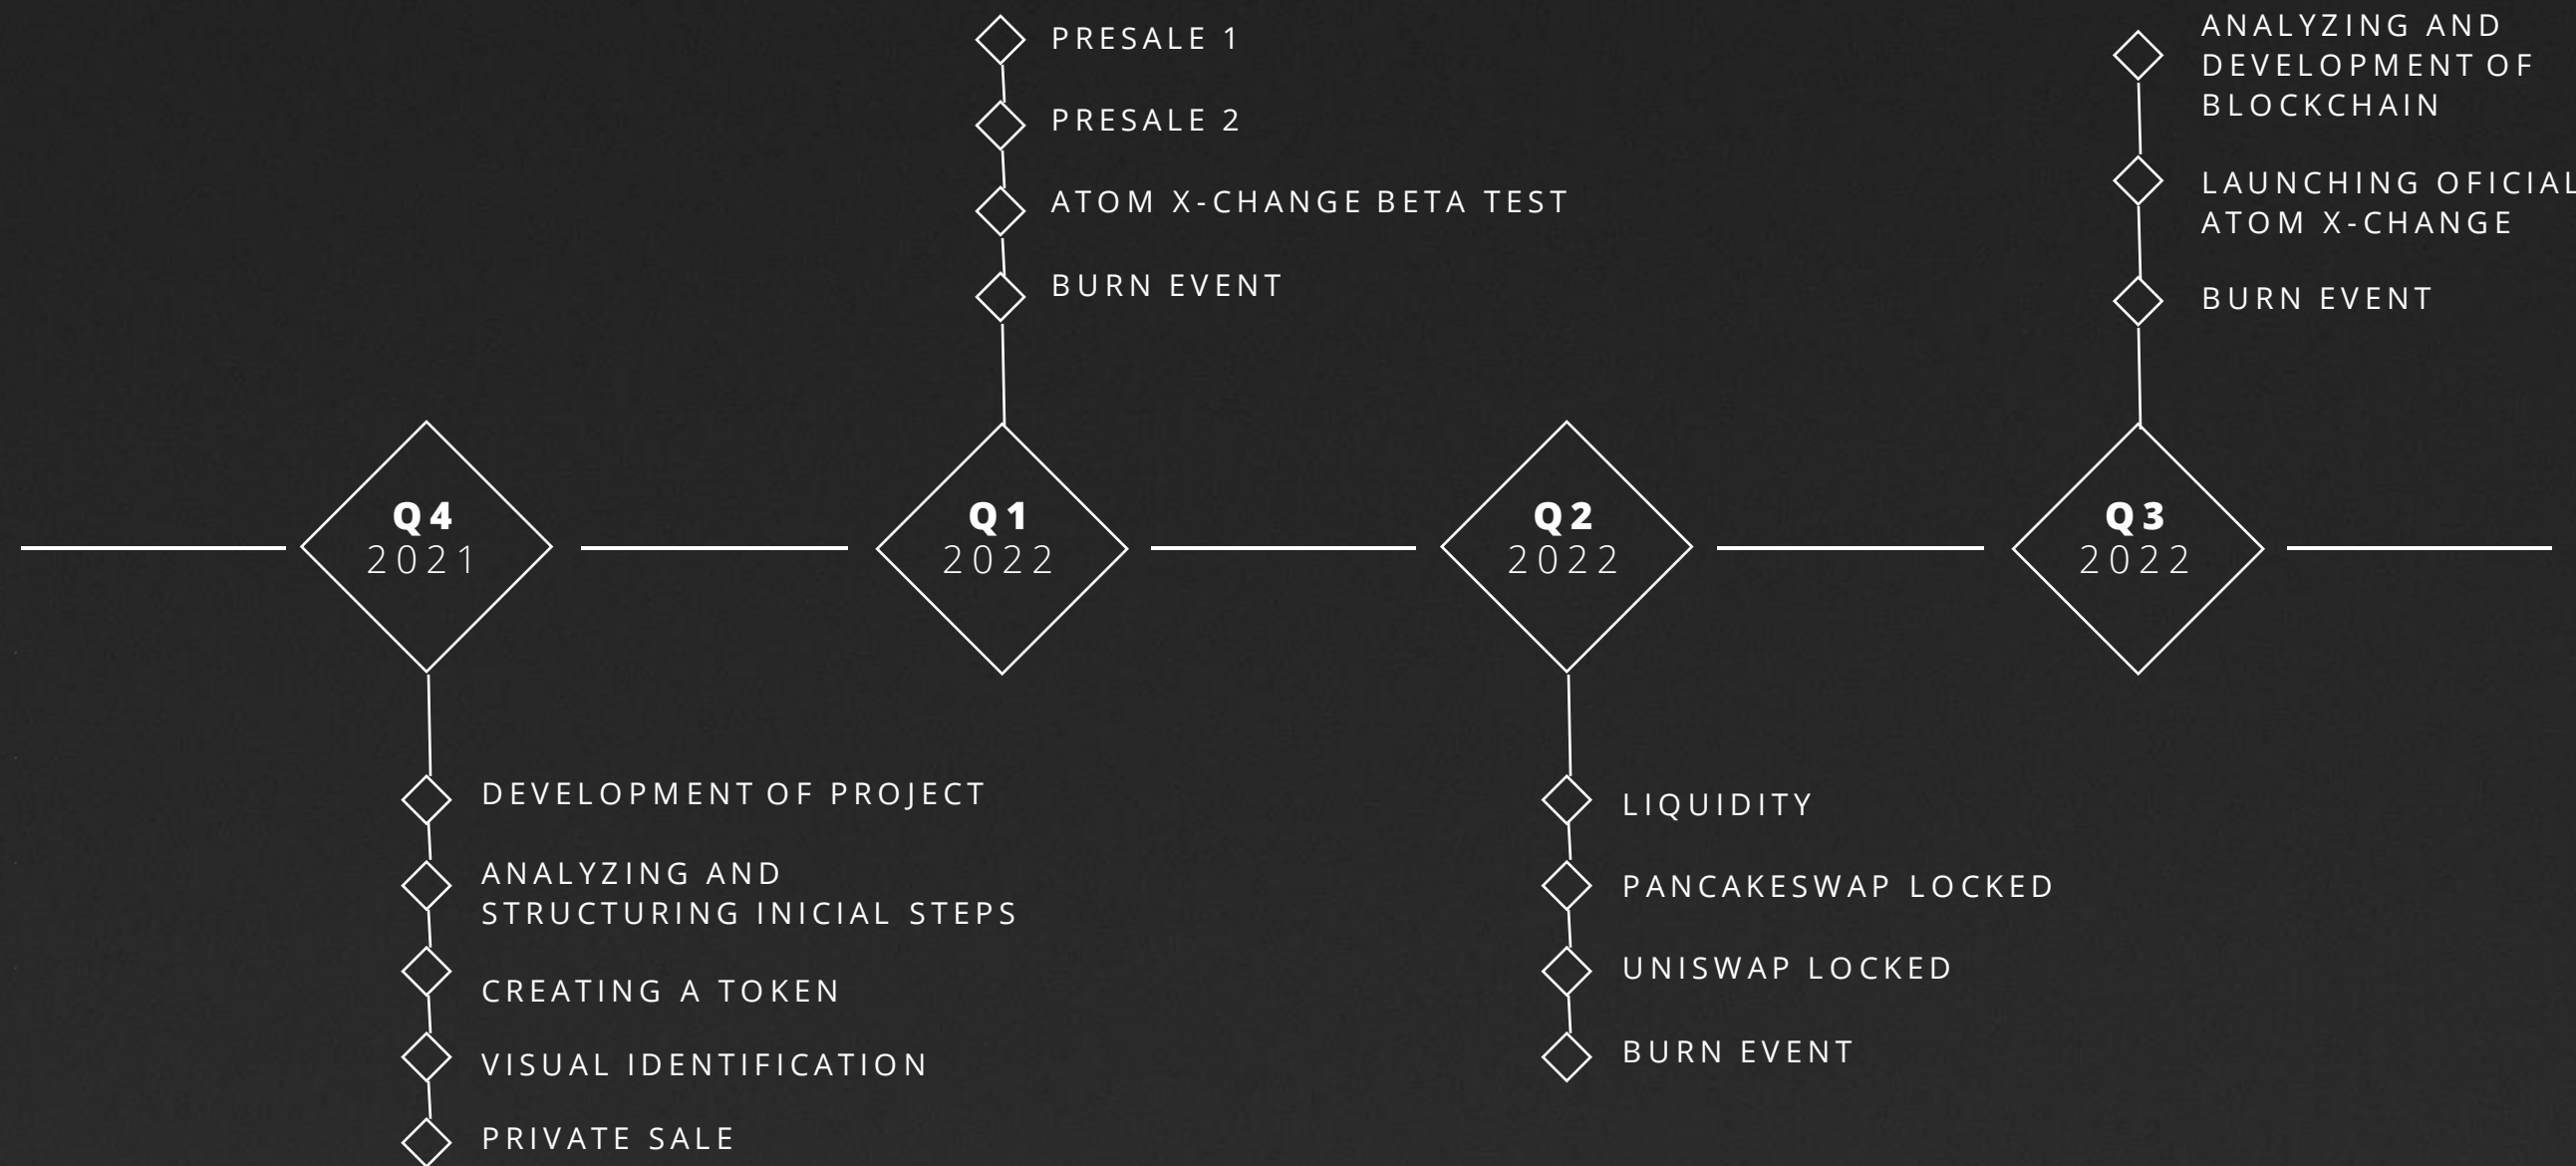 PRESALE 1
PRESALE 2
ATOM X-CHANGE BETA TEST
BURN EVENT
ANALYZING AND
DEVELOPMENT OF
BLOCKCHAIN
LAUNCHING OFICIAL
ATOM X-CHANGE
BURN EVENT
Q4
2021
Q1
2022
Q2
2022
Q3
2022
DEVELOPMENT OF PROJECT
ANALYZING AND
STRUCTURING INICIAL STEPS
CREATING A TOKEN
VISUAL IDENTIFICATION
PRIVATE SALE
LIQUIDITY
PANCAKESWAP LOCKED
UNISWAP LOCKED
BURN EVENT